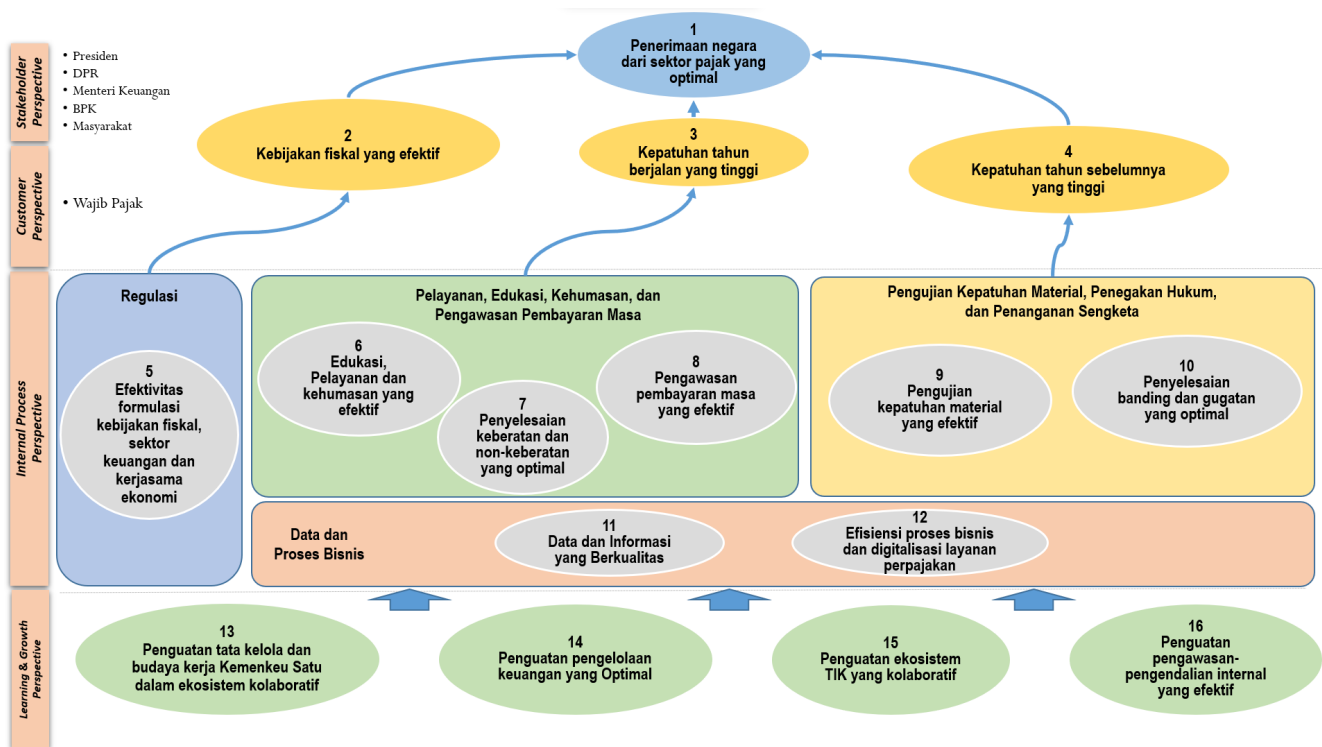 Stakeholder
Perspective
• Presiden
• DPR
• Menteri Keuangan
• BPK
• Masyarakat
1
Penerimaan negara
dari sektor pajak yang
optimal
2
Kebijakan fiskal yang efektif
3
Kepatuhan tahun
berjalan yang tinggi
4
Kepatuhan tahun sebelumnya
yang tinggi
Customer
Perspective
• Wajib Pajak
Internal Process
Perspective
Regulasi
5
Efektivitas
formulasi
kebijakan fiskal,
sektor
keuangan dan
kerjasama
ekonomi
Pelayanan, Edukasi, Kehumasan, dan
Pengawasan Pembayaran Masa
6
Edukasi,
Pelayanan dan
kehumasan yang
efektif
7
Penyelesaian
keberatan dan
non-keberatan
yang optimal
8
Pengawasan
pembayaran masa
yang efektif
Pengujian Kepatuhan Material, Penegakan Hukum,
dan Penanganan Sengketa
9
Pengujian
kepatuhan material
yang efektif
10
Penyelesaian
banding dan gugatan
yang optimal
Data dan
Proses Bisnis
11
Data dan Informasi
yang Berkualitas
12
Efisiensi proses bisnis
dan digitalisasi layanan
perpajakan
Learning & Growth
Perspective
13
Penguatan tata kelola dan
budaya kerja Kemenkeu Satu
dalam ekosistem kolaboratif
14
Penguatan pengelolaan
keuangan yang Optimal
15
Penguatan ekosistem
TIK yang kolaboratif
16
Penguatan
pengawasan-
pengendalian internal
yang efektif